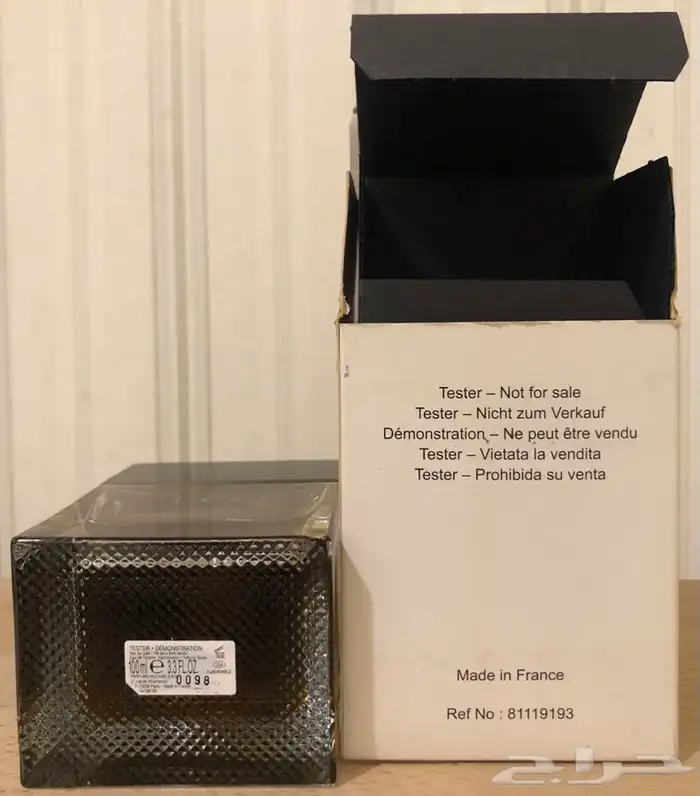 Tester – Not for sale
Tester – Nicht zum Verkauf
Démonstration – Ne peut être vendu
Tester – Vietata la vendita
Tester – Prohibida su venta
Made in France
Ref No : 81119193
TESTER • DÉMONSTRATION
100ml e 3.3 FL.OZ.
0098
حراج